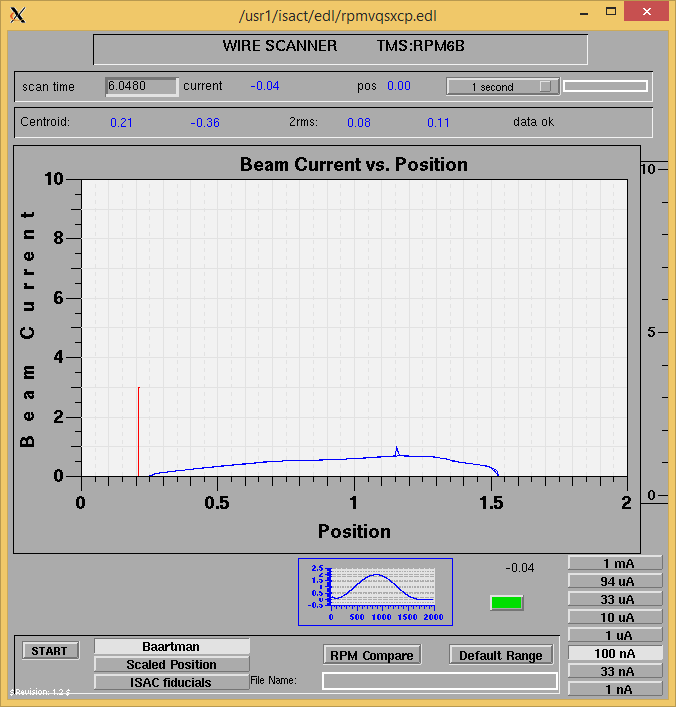 /usr1/isact/edl/rpmvqsxcp.edl
WIRE SCANNER TMS:RPM6B
scan time 6.0480 current -0.04 pos 0.00 1 second
Centroid: 0.21 -0.36 2rms: 0.08 0.11 data ok
Beam Current vs. Position
10
8
6
4
2
0
Beam Current
0 0.5 1 1.5 2
Position
10
5
0
2.5
2
1.5
1
0.5
0
-0.5
0 500 1000 1500 2000
-0.04
1 mA
94 uA
33 uA
10 uA
1 uA
100 nA
33 nA
1 nA
START
Baartman
Scaled Position
ISAC fiducials
RPM Compare
Default Range
File Name:
$Revision: 1.2 $